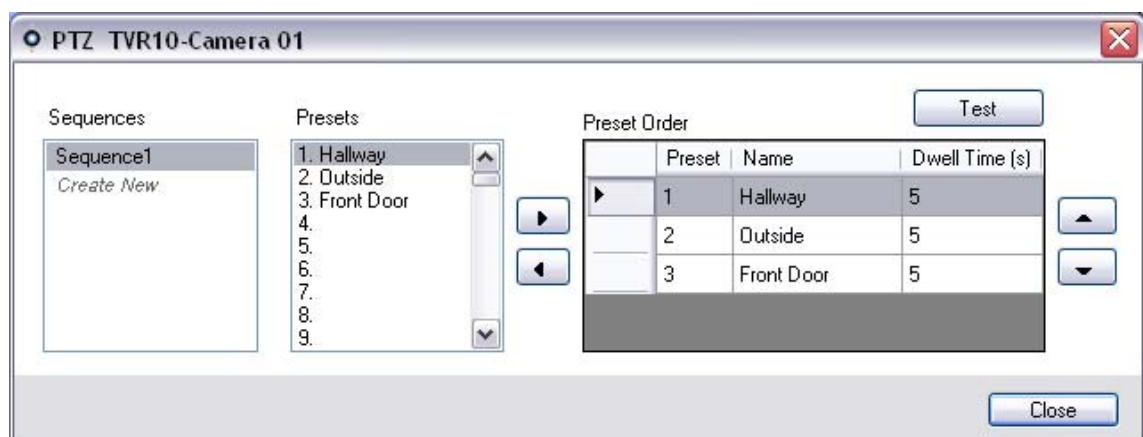 PTZ TVR10-Camera 01
Sequences
Sequence1
Create New
Presets
1. Hallway
2. Outside
3. Front Door
4.
5.
6.
7.
8.
9.
Preset Order
Test
Preset Name Dwell Time (s)
1 Hallway 5
2 Outside 5
3 Front Door 5
Close